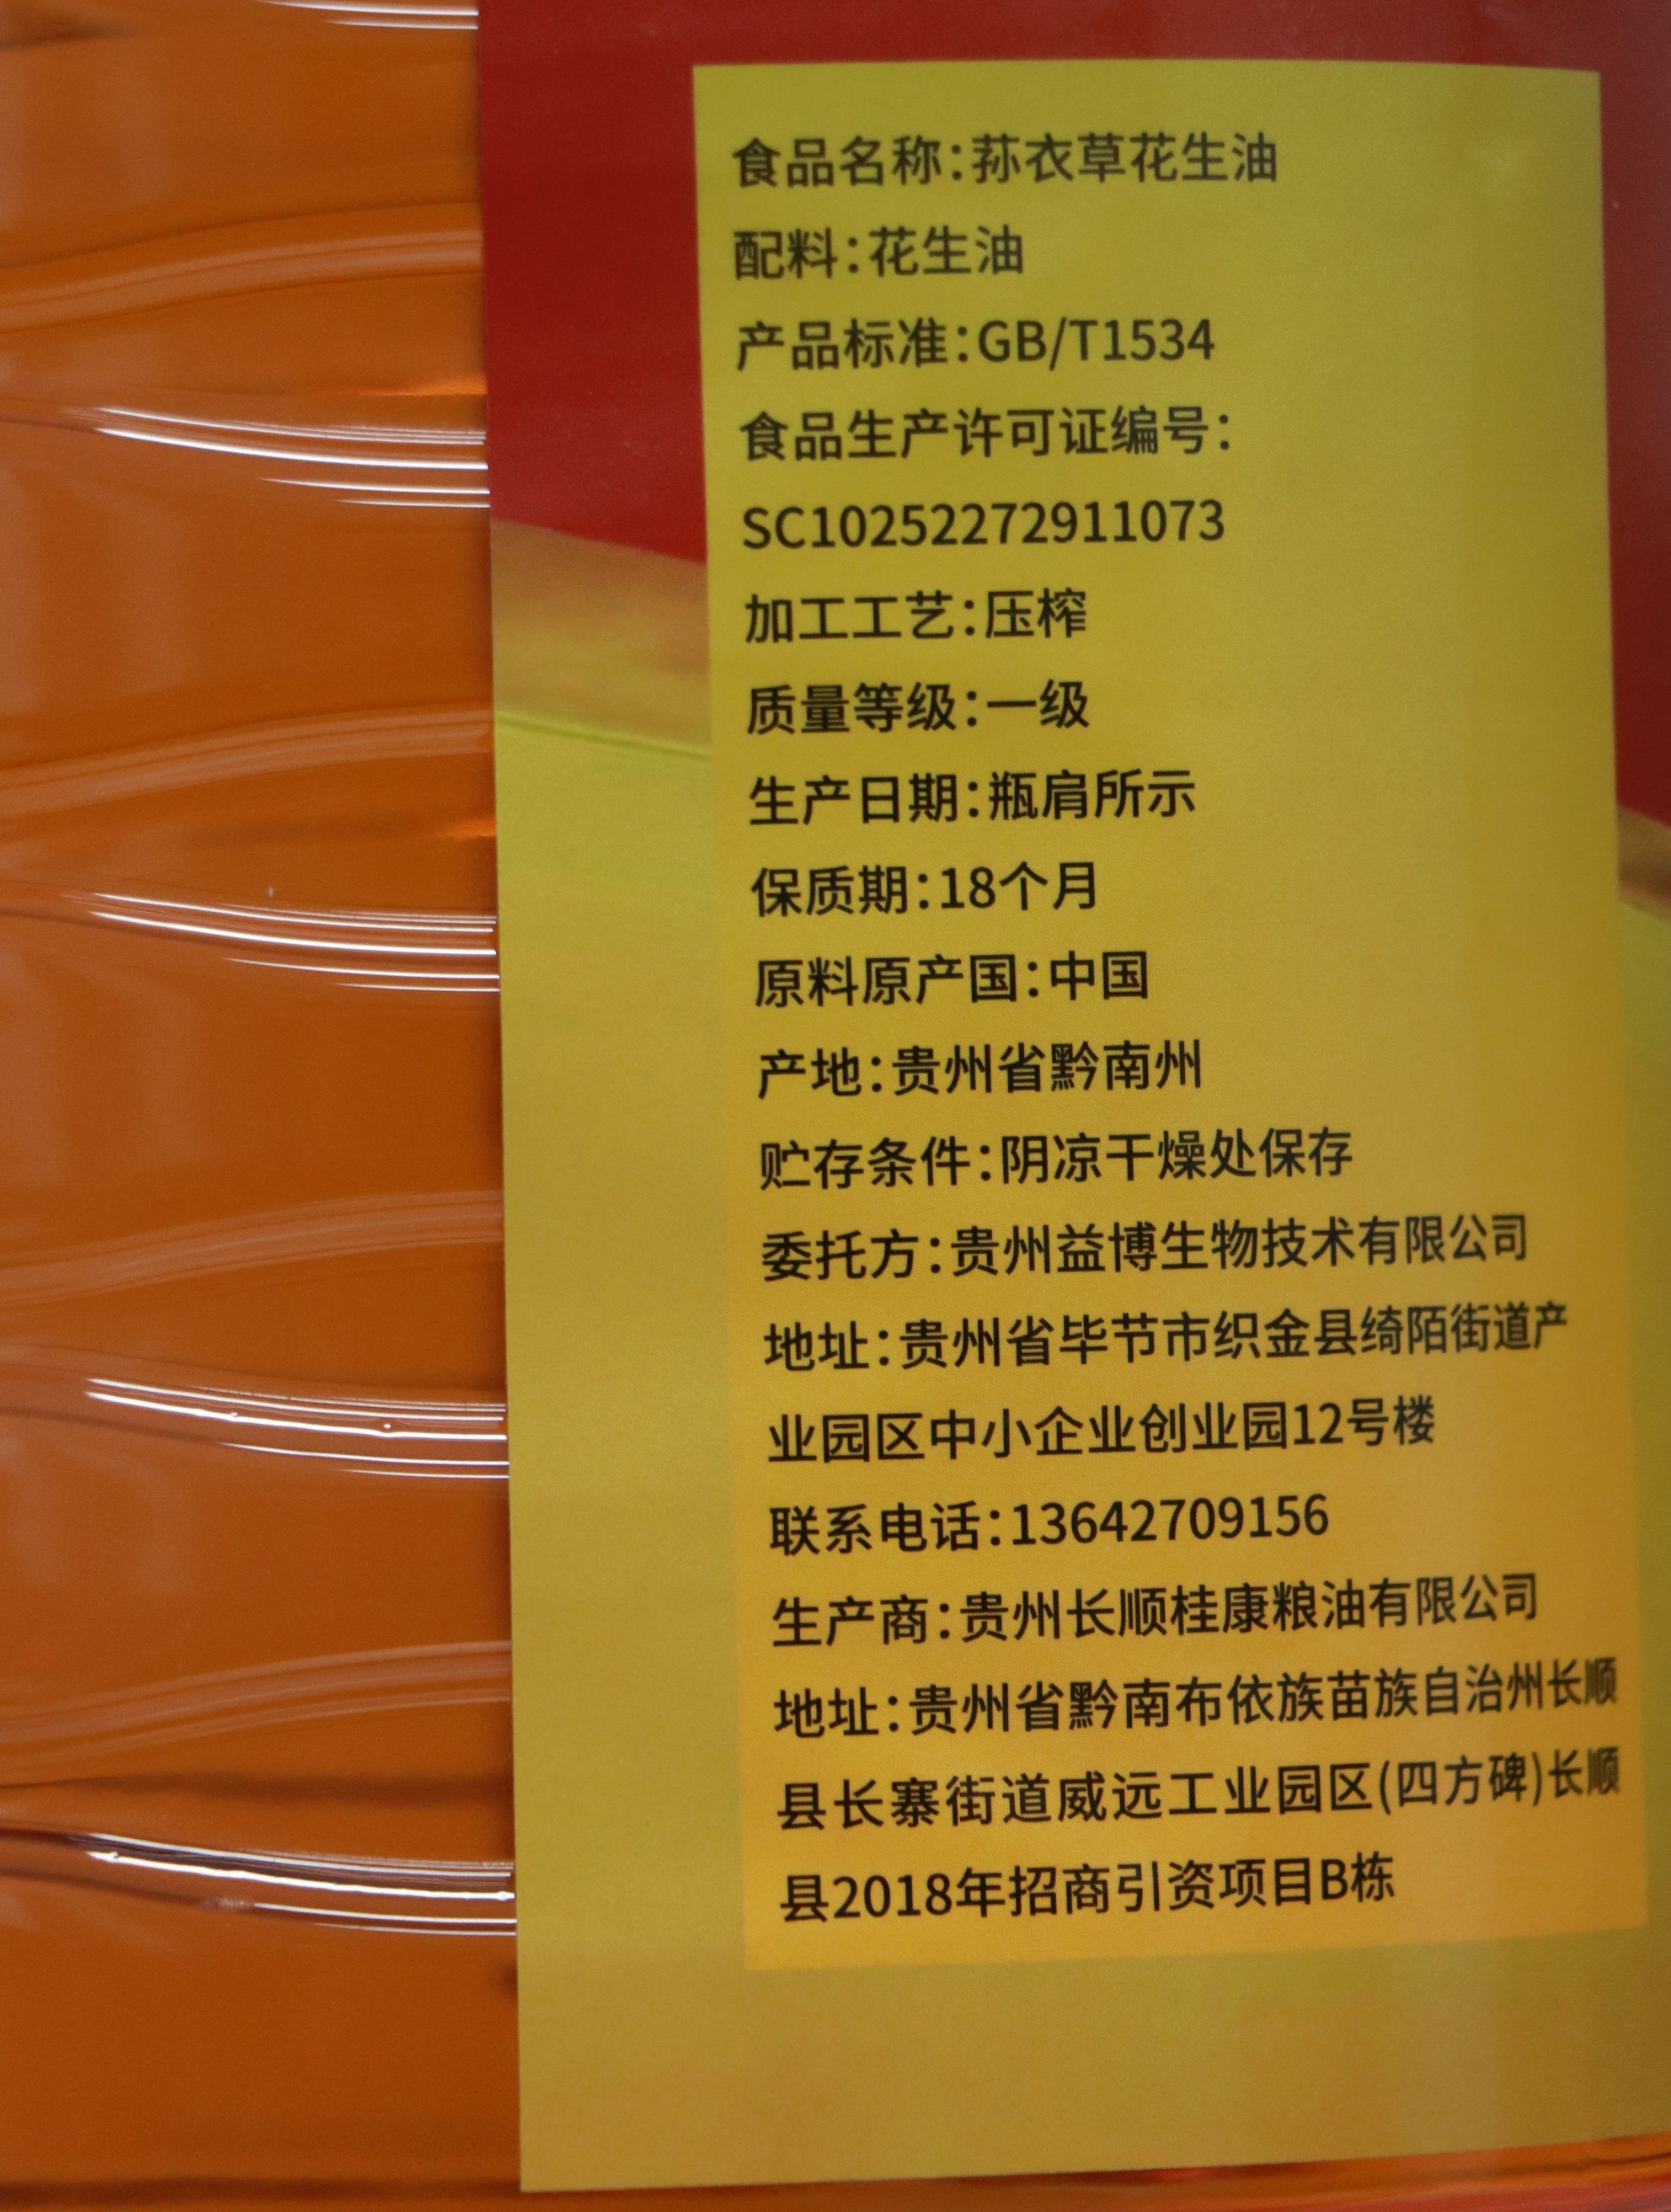 食品名称:荪衣草花生油
配料:花生油
产品标准:GB/T1534
食品生产许可证编号:
SC10252272911073
加工工艺:压榨
质量等级:一级
生产日期:瓶肩所示
保质期:18个月
原料原产国:中国
产地:贵州省黔南州
贮存条件:阴凉干燥处保存
委托方:贵州益博生物技术有限公司
地址:贵州省毕节市织金县绮陌街道产
业园区中小企业创业园12号楼
联系电话:13642709156
生产商:贵州长顺桂康粮油有限公司
地址:贵州省黔南布依族苗族自治州长顺
县长寨街道威远工业园区(四方碑)长顺
县2018年招商引资项目B栋